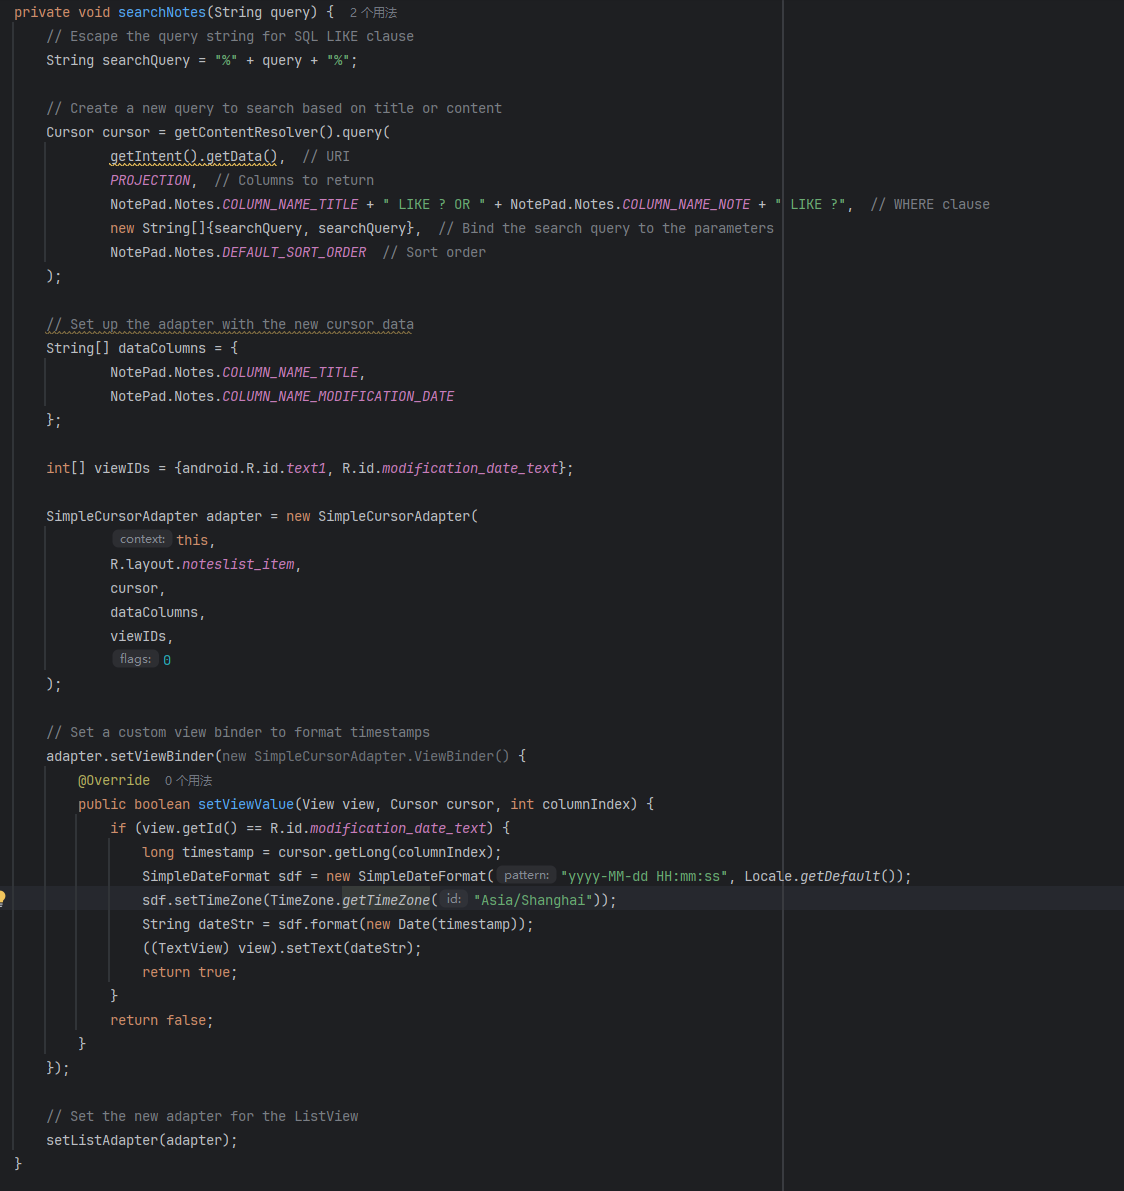 private void searchNotes(String query) {  2 个用法
    // Escape the query string for SQL LIKE clause
    String searchQuery = "%" + query + "%";

    // Create a new query to search based on title or content
    Cursor cursor = getContentResolver().query(
            getIntent().getData(),  // URI
            PROJECTION,  // Columns to return
            NotePad.Notes.COLUMN_NAME_TITLE + " LIKE ? OR " + NotePad.Notes.COLUMN_NAME_NOTE + " LIKE ?",  // WHERE clause
            new String[]{searchQuery, searchQuery},  // Bind the search query to the parameters
            NotePad.Notes.DEFAULT_SORT_ORDER  // Sort order
    );

    // Set up the adapter with the new cursor data
    String[] dataColumns = {
            NotePad.Notes.COLUMN_NAME_TITLE,
            NotePad.Notes.COLUMN_NAME_MODIFICATION_DATE
    };

    int[] viewIDs = {android.R.id.text1, R.id.modification_date_text};

    SimpleCursorAdapter adapter = new SimpleCursorAdapter(
            context: this,
            R.layout.noteslist_item,
            cursor,
            dataColumns,
            viewIDs,
            flags: 0
    );

    // Set a custom view binder to format timestamps
    adapter.setViewBinder(new SimpleCursorAdapter.ViewBinder() {
        @Override  0 个用法
        public boolean setViewValue(View view, Cursor cursor, int columnIndex) {
            if (view.getId() == R.id.modification_date_text) {
                long timestamp = cursor.getLong(columnIndex);
                SimpleDateFormat sdf = new SimpleDateFormat( pattern: "yyyy-MM-dd HH:mm:ss", Locale.getDefault());
                sdf.setTimeZone(TimeZone.getTimeZone( id: "Asia/Shanghai"));
                String dateStr = sdf.format(new Date(timestamp));
                ((TextView) view).setText(dateStr);
                return true;
            }
            return false;
        }
    });

    // Set the new adapter for the ListView
    setListAdapter(adapter);
}